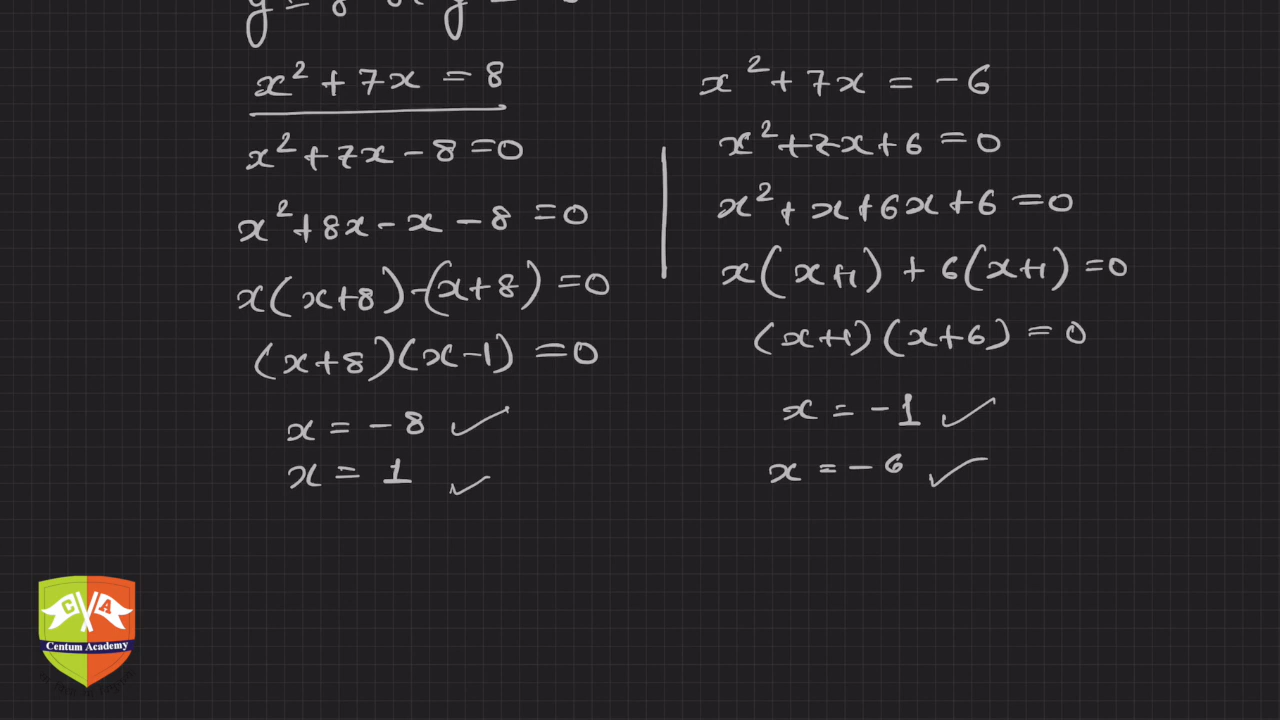 y = 8
x² + 7x = 8
x² + 7x - 8 = 0
x² + 8x - x - 8 = 0
x(x+8) -(x+8) = 0
(x+8)(x-1) = 0
x = -8 ✓
x = 1 ✓
x² + 7x = -6
x² + 7x + 6 = 0
x² + x + 6x + 6 = 0
x(x+1) + 6(x+1) = 0
(x+1)(x+6) = 0
x = -1 ✓
x = -6 ✓
C A
Centum Academy